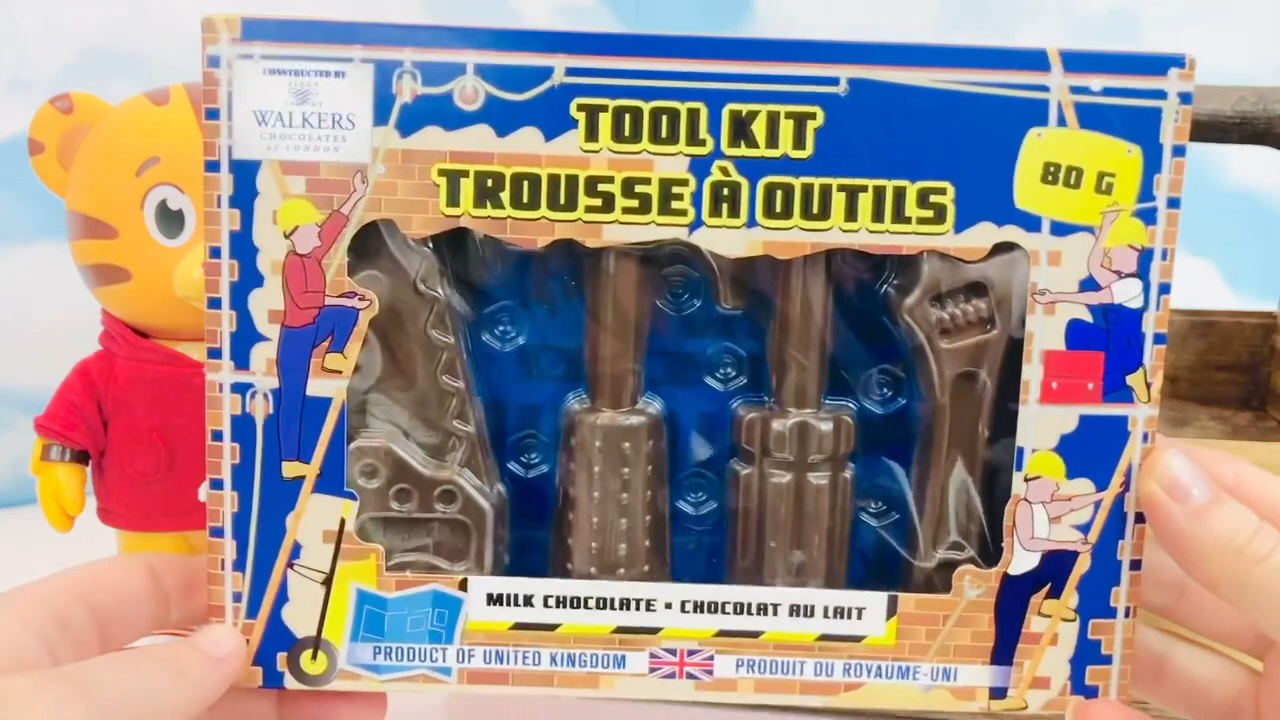 CONSTRUCTED BY
WALKERS
CHOCOLATES
of LONDON
TOOL KIT
TROUSSE À OUTILS
80 G
MILK CHOCOLATE ▪ CHOCOLAT AU LAIT
PRODUCT OF UNITED KINGDOM
PRODUIT DU ROYAUME-UNI